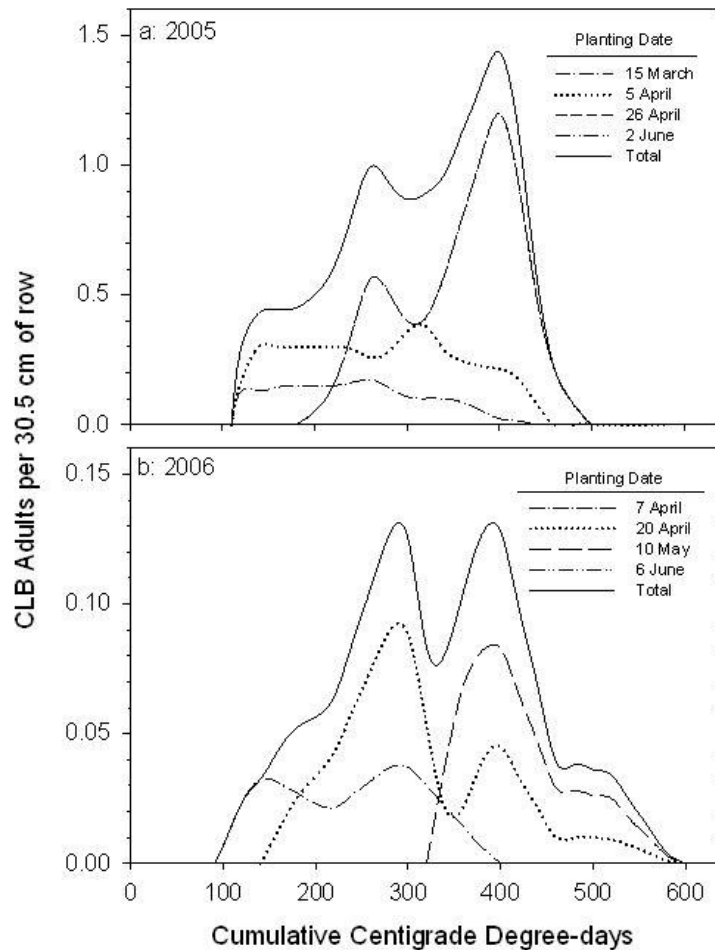 CLB Adults per 30.5 cm of row
a: 2005
1.5
1.0
0.5
0.0
Planting Date
15 March
5 April
26 April
2 June
Total
b: 2006
0.15
0.10
0.05
0.00
Planting Date
7 April
20 April
10 May
6 June
Total
0 100 200 300 400 500 600
Cumulative Centigrade Degree-days